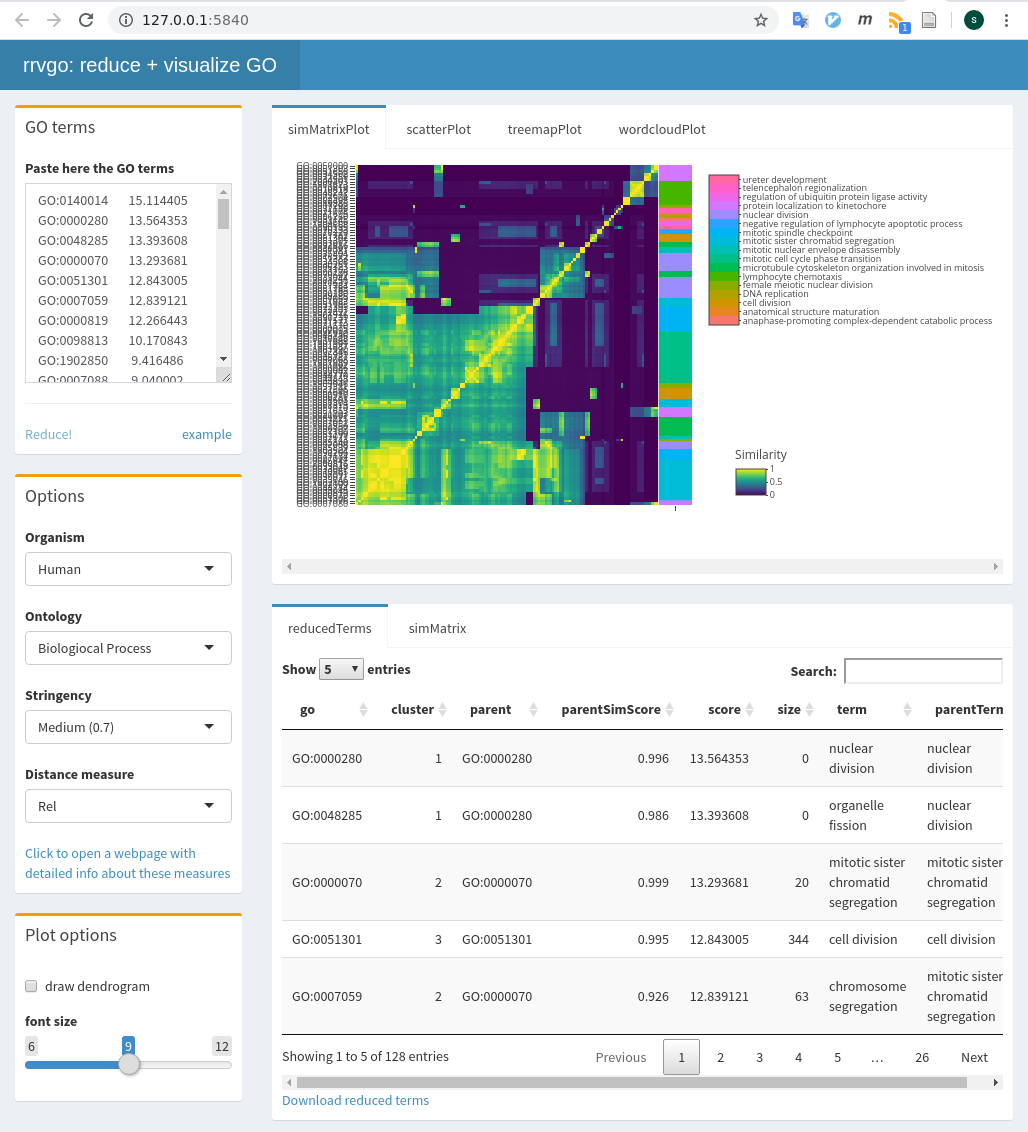 127.0.0.1:5840
m
1
S
rrvgo: reduce + visualize GO
GO terms
Paste here the GO terms
GO:0140014 15.114405
GO:0000280 13.564353
GO:0048285 13.393608
GO:0000070 13.293681
GO:0051301 12.843005
GO:0007059 12.839121
GO:0000819 12.266443
GO:0098813 10.170843
GO:1902850 9.416486
GO:0007088 9.040002
Reduce! example
Options
Organism
Human
Ontology
Biologiocal Process
Stringency
Medium (0.7)
Distance measure
Rel
Click to open a webpage with
detailed info about these measures
Plot options
draw dendrogram
font size
6 9 12
simMatrixPlot scatterPlot treemapPlot wordcloudPlot
ureter development
telencephalon regionalization
regulation of ubiquitin protein ligase activity
protein localization to kinetochore
nuclear division
negative regulation of lymphocyte apoptotic process
mitotic spindle checkpoint
mitotic sister chromatid segregation
mitotic nuclear envelope disassembly
mitotic cell cycle phase transition
microtubule cytoskeleton organization involved in mitosis
lymphocyte chemotaxis
female meiotic nuclear division
DNA replication
cell division
anatomical structure maturation
anaphase-promoting complex-dependent catabolic process
Similarity
1
0.5
0
GO:0007080
reducedTerms simMatrix
Show 5 entries Search:
go cluster parent parentSimScore score size term parentTerm
GO:0000280 1 GO:0000280 0.996 13.564353 0 nuclear division nuclear division
GO:0048285 1 GO:0000280 0.986 13.393608 0 organelle fission nuclear division
GO:0000070 2 GO:0000070 0.999 13.293681 20 mitotic sister chromatid segregation mitotic sister chromatid segregation
GO:0051301 3 GO:0051301 0.995 12.843005 344 cell division cell division
GO:0007059 2 GO:0000070 0.926 12.839121 63 chromosome segregation mitotic sister chromatid segregation
Showing 1 to 5 of 128 entries Previous 1 2 3 4 5 … 26 Next
Download reduced terms